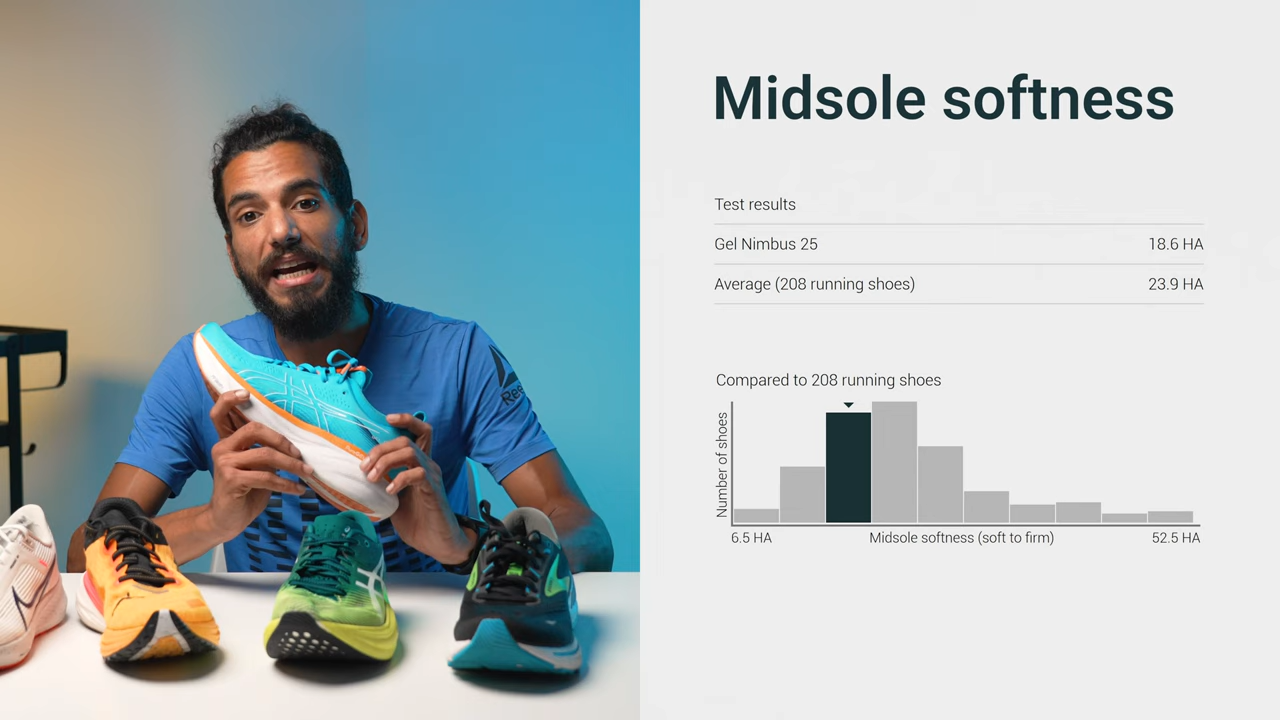 Midsole softness
Test results
Gel Nimbus 25 18.6 HA
Average (208 running shoes) 23.9 HA
Compared to 208 running shoes
Number of shoes
6.5 HA Midsole softness (soft to firm) 52.5 HA
Ree